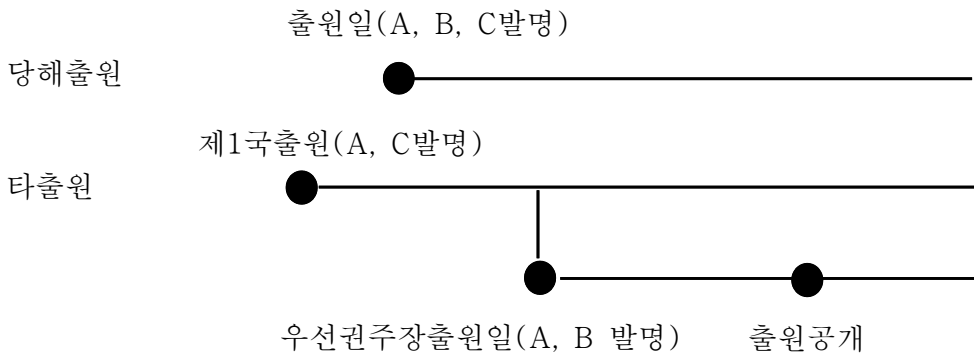 출원일(A, B, C발명)
당해출원
제1국출원(A, C발명)
타출원
우선권주장출원일(A, B 발명)
출원공개